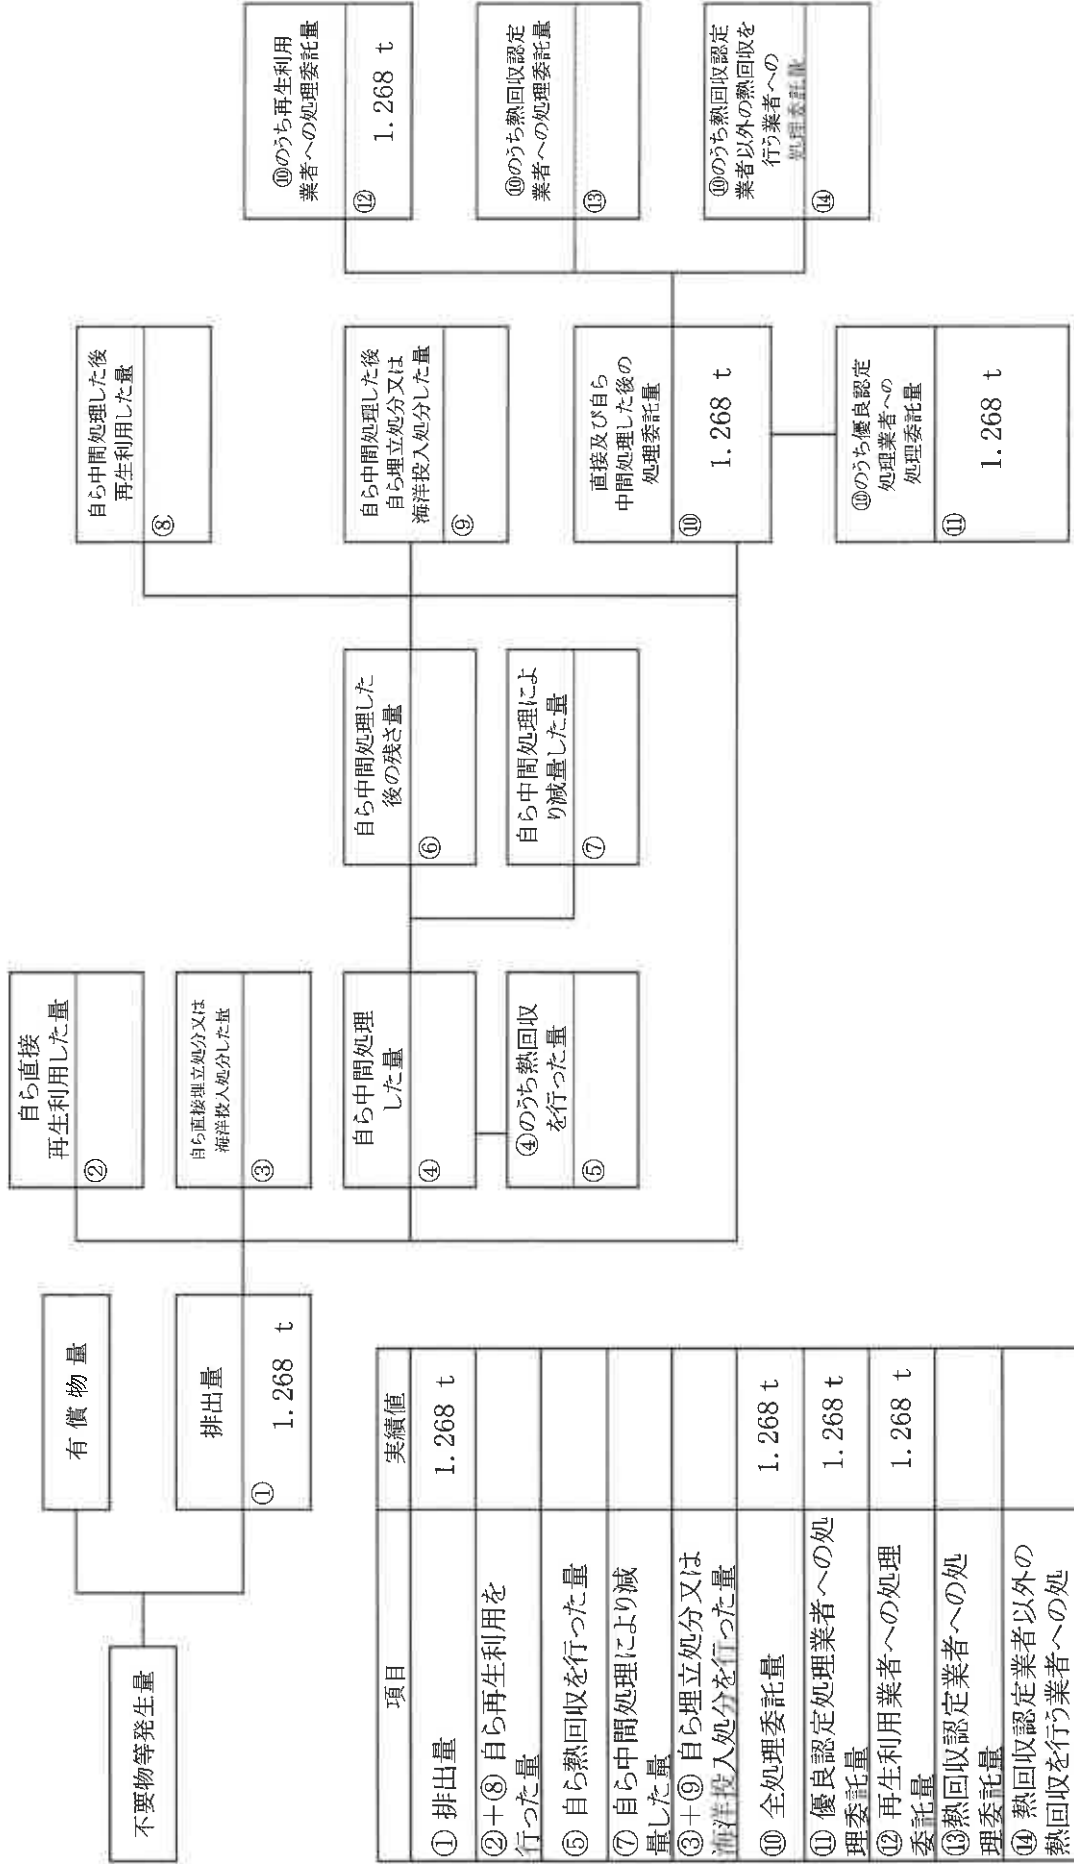 不要物等発生量
有 償 物 量
排出量
①
1.268 t
自ら直接
再生利用した量
②
自ら直接埋立処分又は
海洋投入処分した量
③
自ら中間処理
した量
④
④のうち熱回収
を行った量
⑤
自ら中間処理した
後の残さ量
⑥
自ら中間処理によ
り減量した量
⑦
自ら中間処理した後
再生利用した量
⑧
自ら中間処理した後
自ら埋立処分又は
海洋投入処分した量
⑨
直接及び自ら
中間処理した後の
処理委託量
⑩
1.268 t
⑩のうち優良認定
処理業者への
処理委託量
⑪
1.268 t
⑩のうち再生利用
業者への処理委託量
⑫
1.268 t
⑩のうち熱回収認定
業者への処理委託量
⑬
⑩のうち熱回収認定
業者以外の熱回収を
行う業者への
処理委託量
⑭
項目 実績値
① 排出量 1.268 t
②+⑧ 自ら再生利用を
行った量
⑤ 自ら熱回収を行った量
⑦ 自ら中間処理により減
量した量
③+⑨ 自ら埋立処分又は
海洋投入処分を行った量
⑩ 全処理委託量 1.268 t
⑪ 優良認定処理業者への処
理委託量 1.268 t
⑫ 再生利用業者への処理
委託量 1.268 t
⑬熱回収認定業者への処
理委託量
⑭ 熱回収認定業者以外の
熱回収を行う業者への処